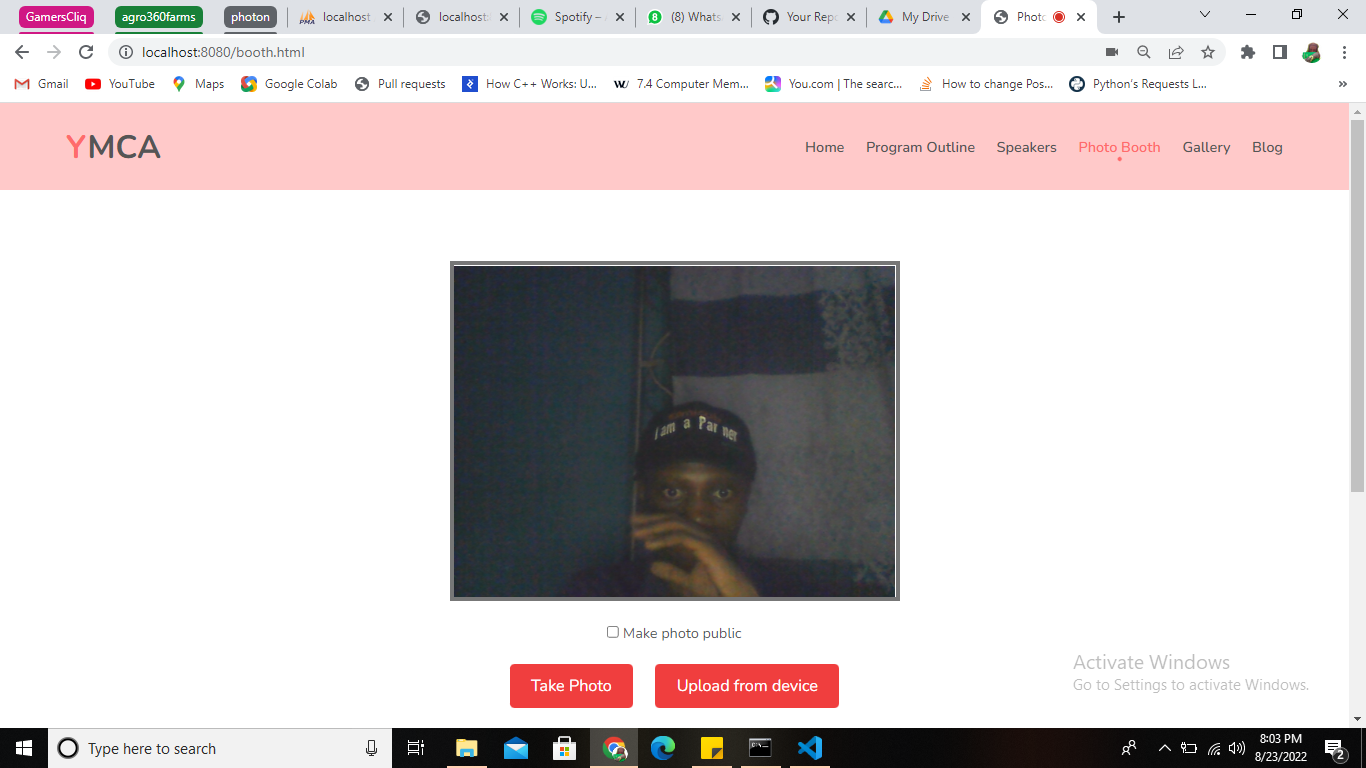 GamersCliq agro360farms photon localhost localhost: Spotify – (8) Whats Your Rep My Drive Photo
localhost:8080/booth.html
Gmail YouTube Maps Google Colab Pull requests How C++ Works: U... 7.4 Computer Mem... You.com | The searc... How to change Pos... Python's Requests L... »
YMCA
Home Program Outline Speakers Photo Booth Gallery Blog
I am a Par ner
Make photo public
Take Photo Upload from device
Activate Windows
Go to Settings to activate Windows.
Type here to search
8:03 PM
8/23/2022
2